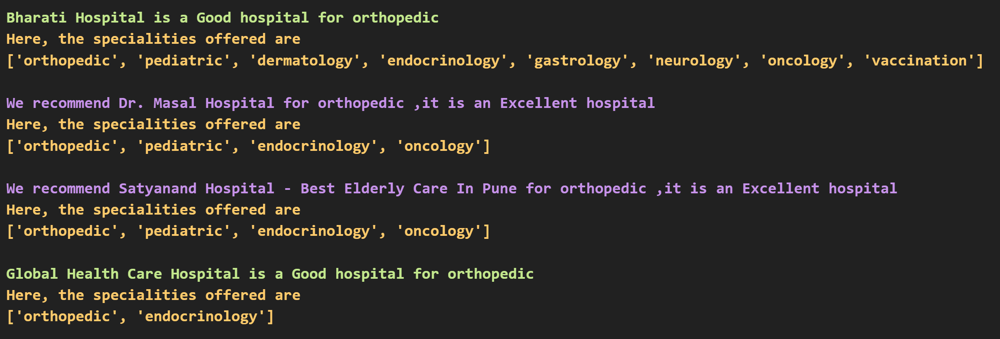 Bharati Hospital is a Good hospital for orthopedic
Here, the specialities offered are
['orthopedic', 'pediatric', 'dermatology', 'endocrinology', 'gastrology', 'neurology', 'oncology', 'vaccination']
We recommend Dr. Masal Hospital for orthopedic ,it is an Excellent hospital
Here, the specialities offered are
['orthopedic', 'pediatric', 'endocrinology', 'oncology']
We recommend Satyanand Hospital - Best Elderly Care In Pune for orthopedic ,it is an Excellent hospital
Here, the specialities offered are
['orthopedic', 'pediatric', 'endocrinology', 'oncology']
Global Health Care Hospital is a Good hospital for orthopedic
Here, the specialities offered are
['orthopedic', 'endocrinology']